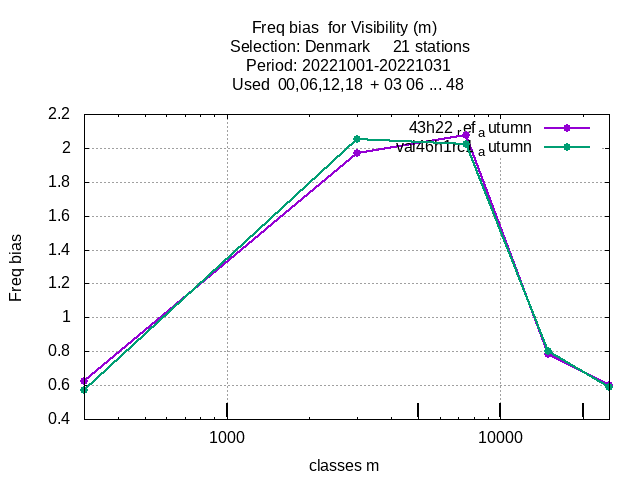 Freq bias  for Visibility (m)
Selection: Denmark     21 stations
Period: 20221001-20221031
Used  00,06,12,18  + 03 06 ... 48
43h22_ref_autumn
val46h1rc2_autumn
2.2
2
1.8
1.6
1.4
1.2
1
0.8
0.6
0.4
Freq bias
1000
10000
classes m